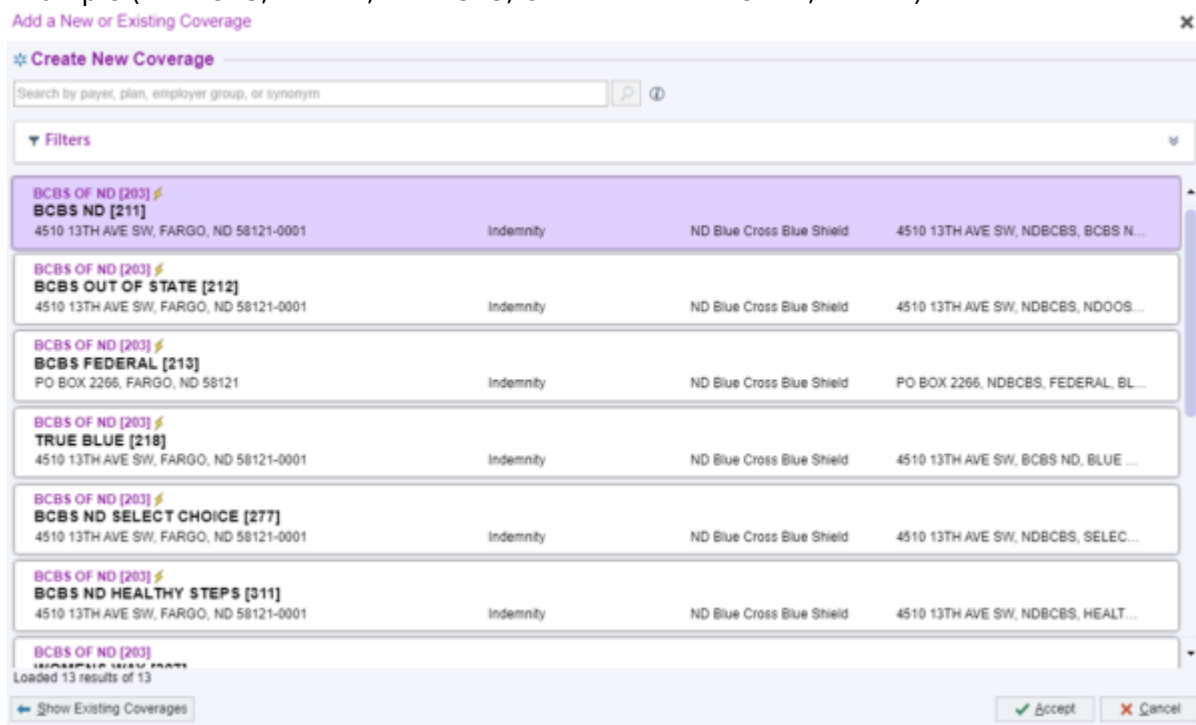 Add a New or Existing Coverage
Create New Coverage
Search by payer, plan, employer group, or synonym
Filters
BCBS OF ND [203]
BCBS ND [211]
4510 13TH AVE SW, FARGO, ND 58121-0001 Indemnity ND Blue Cross Blue Shield 4510 13TH AVE SW, NDBCBS, BCBS N...
BCBS OF ND [203]
BCBS OUT OF STATE [212]
4510 13TH AVE SW, FARGO, ND 58121-0001 Indemnity ND Blue Cross Blue Shield 4510 13TH AVE SW, NDBCBS, NDOOS...
BCBS OF ND [203]
BCBS FEDERAL [213]
PO BOX 2266, FARGO, ND 58121 Indemnity ND Blue Cross Blue Shield PO BOX 2266, NDBCBS, FEDERAL, BL...
BCBS OF ND [203]
TRUE BLUE [218]
4510 13TH AVE SW, FARGO, ND 58121-0001 Indemnity ND Blue Cross Blue Shield 4510 13TH AVE SW, BCBS ND, BLUE ...
BCBS OF ND [203]
BCBS ND SELECT CHOICE [277]
4510 13TH AVE SW, FARGO, ND 58121-0001 Indemnity ND Blue Cross Blue Shield 4510 13TH AVE SW, NDBCBS, SELEC...
BCBS OF ND [203]
BCBS ND HEALTHY STEPS [311]
4510 13TH AVE SW, FARGO, ND 58121-0001 Indemnity ND Blue Cross Blue Shield 4510 13TH AVE SW, NDBCBS, HEALT...
BCBS OF ND [203]
WOMENS WAY
Loaded 13 results of 13
Show Existing Coverages Accept Cancel